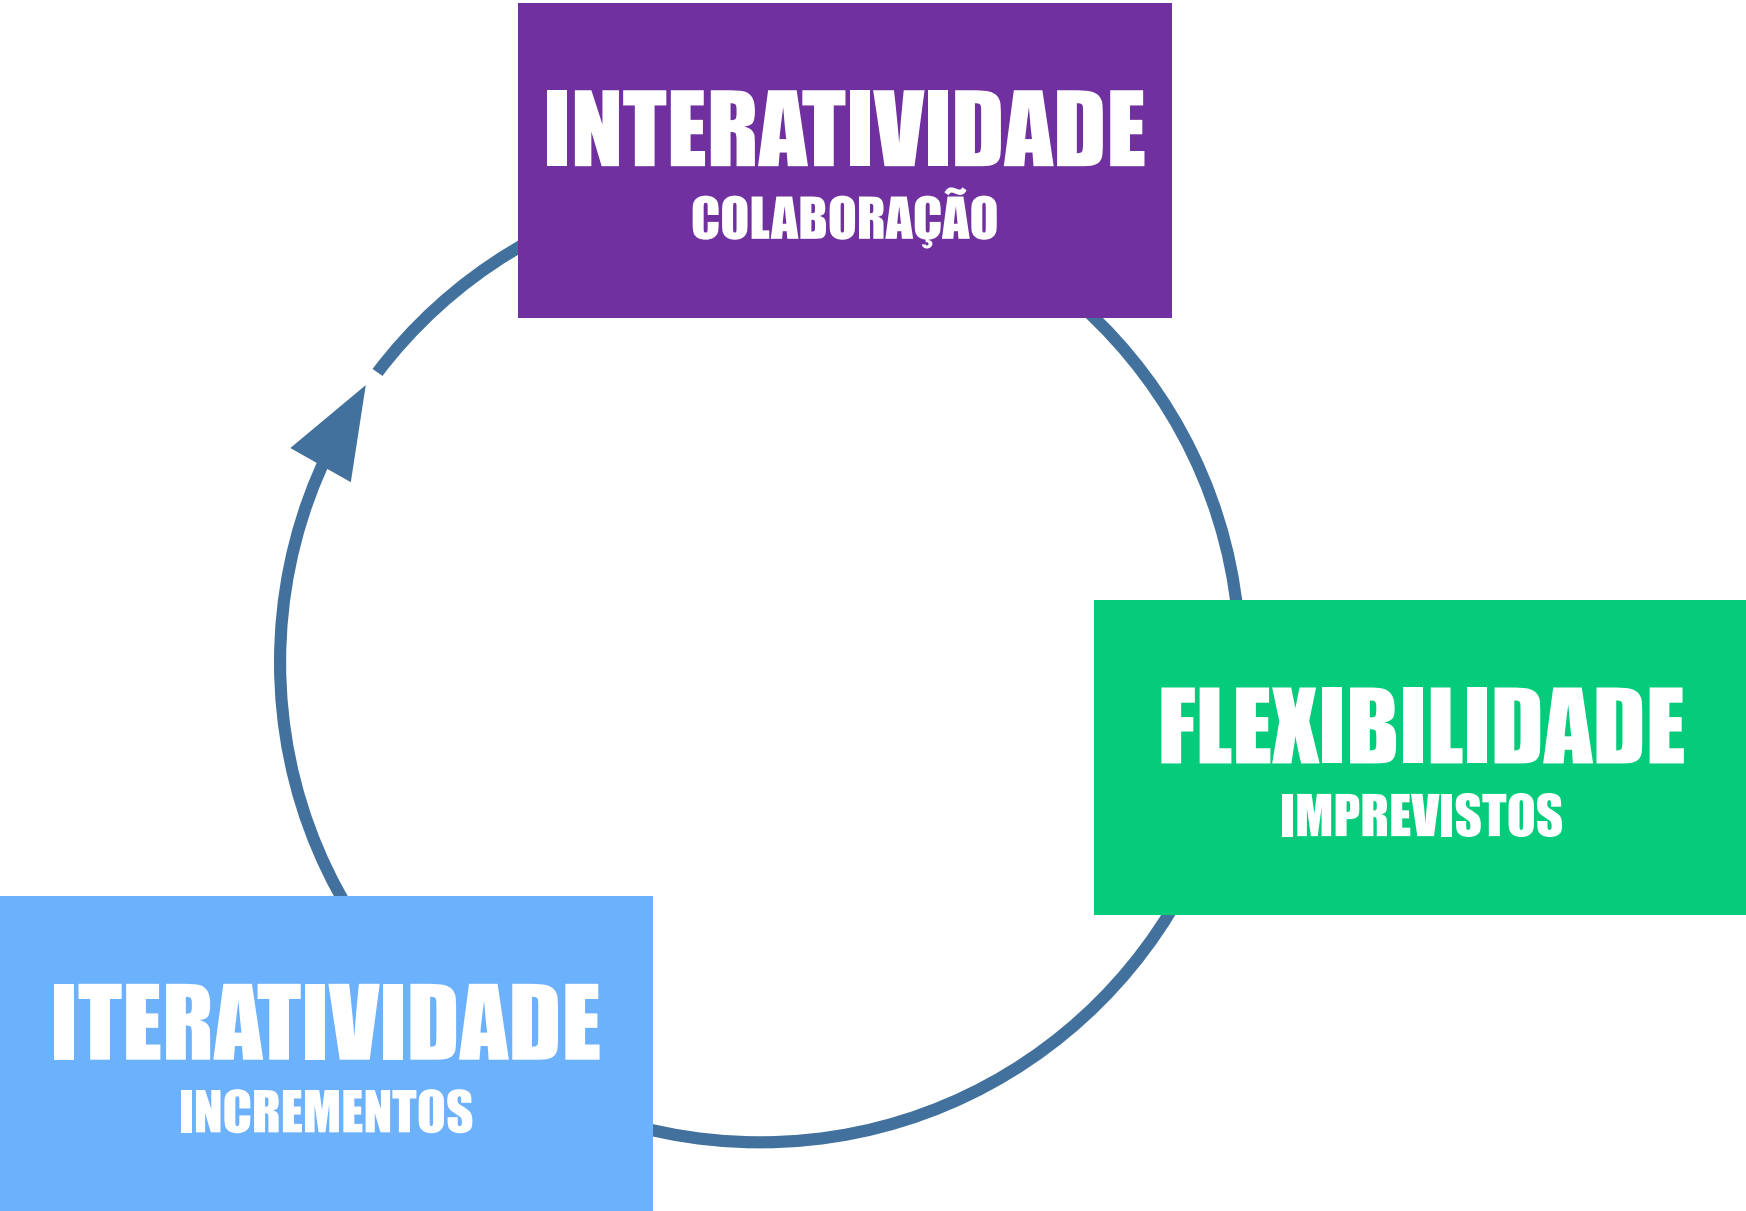 INTERATIVIDADE
COLABORAÇÃO
FLEXIBILIDADE
IMPREVISTOS
ITERATIVIDADE
INCREMENTOS